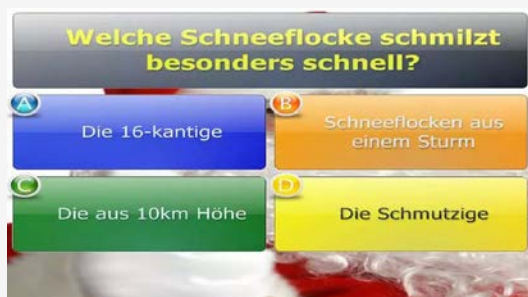 Welche Schneeflocke schmilzt
besonders schnell?
A
Die 16-kantige
B
Schneeflocken aus
einem Sturm
C
Die aus 10km Höhe
D
Die Schmutzige